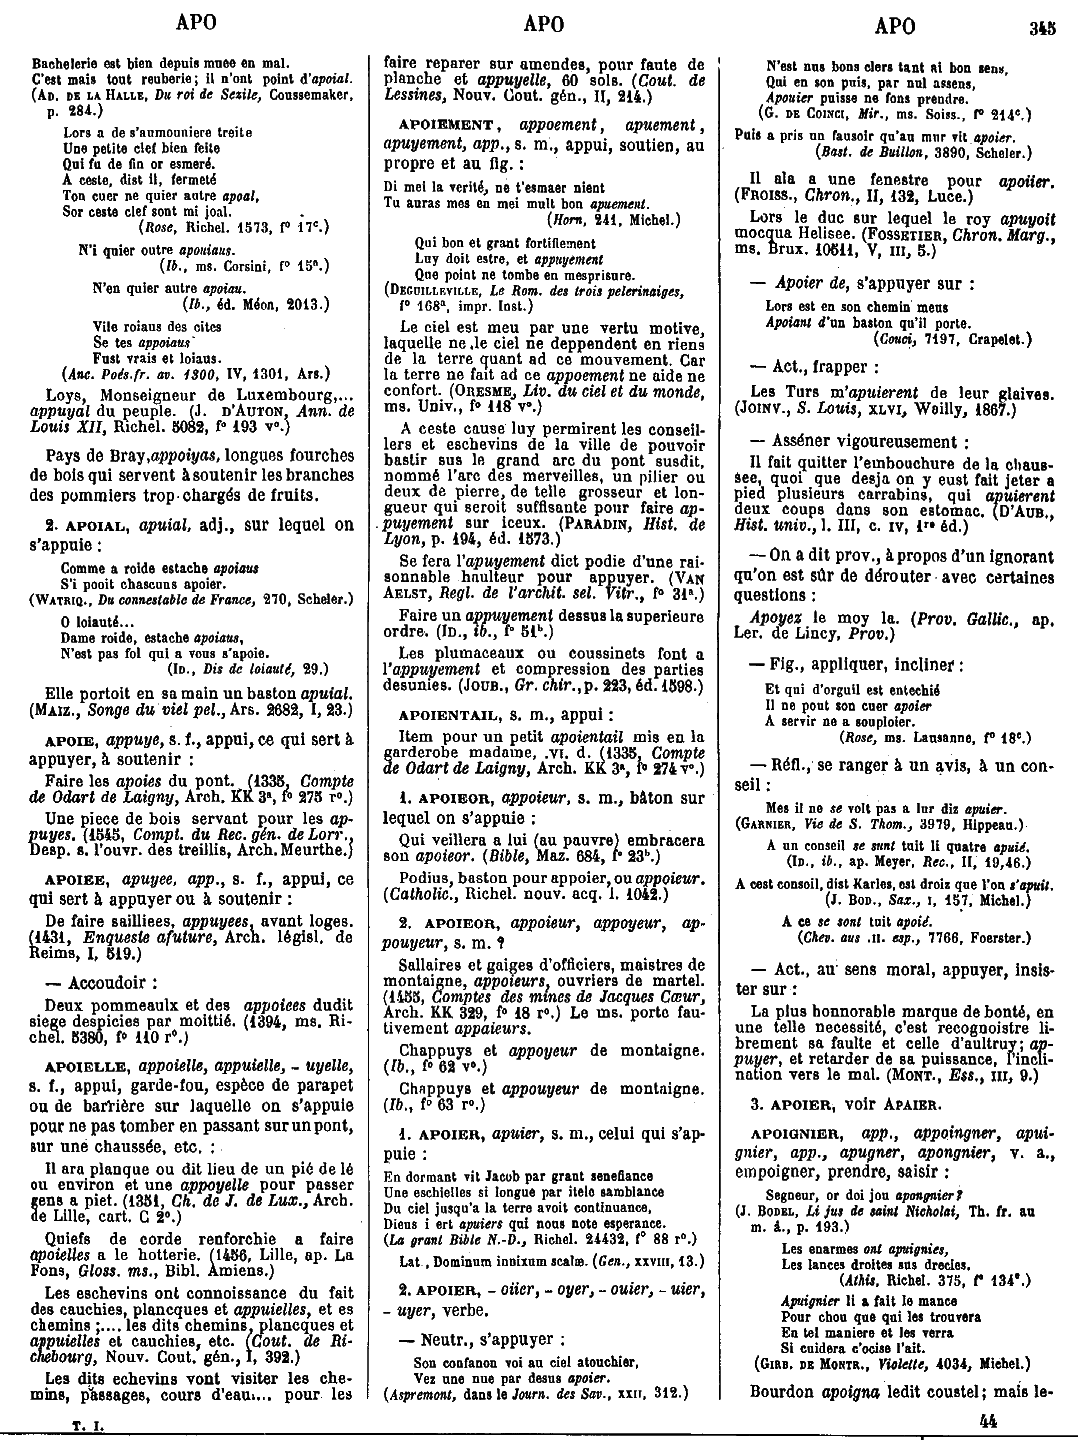 APO
APO
APO
345
Bachelerie est bien depuis muee en mal.
C'est mais tout reuberie; il n'ont point d'apoial.
(AD. DE LA HALLE, Du roi de Sezile, Coussemaker,
p. 284.)
Lors a de s'aumouniere treite
Une petite clef bien feite
Qui fu de fin or esmeré.
A ceste, dist il, fermeté
Ton cuer ne quier autre apoal,
Sor ceste clef sont mi joal.
(Rose, Richel. 1573, f° 17c.)
N'i quier outre apouiaus.
(Ib., ms. Corsini, f° 15a.)
N'en quier autre apoiau.
(Ib., éd. Méon, 2013.)
Vile roiaus des cites
Se tes appoiaus
Fust vrais et loiaus.
(Anc. Poés.fr. av. 1300, IV, 1301, Ars.)
Loys, Monseigneur de Luxembourg,...
appuyal du peuple. (J. D'AUTON, Ann. de
Louis XII, Richel. 5082, f° 193 v°.)
Pays de Bray, appoiyas, longues fourches
de bois qui servent à soutenir les branches
des pommiers trop chargés de fruits.
2. APOIAL, apuial, adj., sur lequel on
s'appuie :
Comme a roide estache apoiaus
S'i pooit chascuns apoier.
(WATRIQ., Du connestable de France, 270, Scheler.)
O loiauté...
Dame roide, estache apoiaus,
N'est pas fol qui a vous s'apoie.
(ID., Dis de loiauté, 29.)
Elle portoit en sa main un baston apuial.
(MAIZ., Songe du viel pel., Ars. 2682, I, 23.)
APOIE, appuye, s. f., appui, ce qui sert à
appuyer, à soutenir :
Faire les apoies du pont. (1335, Compte
de Odart de Laigny, Arch. KK 3a, f° 275 r°.)
Une piece de bois servant pour les ap-
puyes. (1545, Compt. du Rec. gén. de Lorr.,
Desp. s. l'ouvr. des treillis, Arch. Meurthe.)
APOIEE, apuyee, app., s. f., appui, ce
qui sert à appuyer ou à soutenir :
De faire sailliees, appuyees, avant loges.
(1431, Enqueste afuture, Arch. législ. de
Reims, I, 519.)
— Accoudoir :
Deux pommeaulx et des appoiees dudit
siege despicies par moittié. (1394, ms. Ri-
chel. 5380, f° 110 r°.)
APOIELLE, appoielle, appuielle, - uyelle,
s. f., appui, garde-fou, espèce de parapet
ou de barrière sur laquelle on s'appuie
pour ne pas tomber en passant sur un pont,
sur une chaussée, etc. :
Il ara planque ou dit lieu de un pié de lé
ou environ et une appoyelle pour passer
gens a piet. (1351, Ch. de J. de Lux., Arch.
de Lille, cart. C 2°.)
Quiefs de corde renforchie a faire
apoielles a le hotterie. (1456, Lille, ap. La
Fons, Gloss. ms., Bibl. Amiens.)
Les eschevins ont connoissance du fait
des cauchies, plancques et appuielles, et es
chemins ;.... les dits chemins, plancques et
appuielles et cauchies, etc. (Cout. de Ri-
chebourg, Nouv. Cout. gén., I, 392.)
Les dits echevins vont visiter les che-
mins, passages, cours d'eau.... pour les
T. I.
faire reparer sur amendes, pour faute de
planche et appuyelle, 60 sols. (Cout. de
Lessines, Nouv. Cout. gén., II, 214.)
APOIEMENT, appoement, apuement,
apuyement, app., s. m., appui, soutien, au
propre et au fig. :
Di mei la verité, ne t'esmaer nient
Tu auras mes en mei mult bon apuement.
(Horn, 241, Michel.)
Qui bon et grant fortifiement
Luy doit estre, et appuyement
Que point ne tombe en mesprisure.
(DEGUILLEVILLE, Le Rom. des trois pelerinaiges,
f° 168a, impr. Inst.)
Le ciel est meu par une vertu motive,
laquelle ne le ciel ne deppendent en riens
de la terre quant ad ce mouvement. Car
la terre ne fait ad ce appoement ne aide ne
confort. (ORESME, Liv. du ciel et du monde,
ms. Univ., f° 118 v°.)
A ceste cause luy permirent les conseil-
lers et eschevins de la ville de pouvoir
bastir sus le grand arc du pont susdit,
nommé l'arc des merveilles, un pilier ou
deux de pierre, de telle grosseur et lon-
gueur qui seroit suffisante pour faire ap-
puyement sur iceux. (PARADIN, Hist. de
Lyon, p. 194, éd. 1573.)
Se fera l'apuyement dict podie d'une rai-
sonnable haulteur pour appuyer. (VAN
AELST, Regl. de l'archit. sel. Vitr., f° 31a.)
Faire un appuyement dessus la superieure
ordre. (ID., ib., f° 51b.)
Les plumaceaux ou coussinets font a
l'appuyement et compression des parties
desunies. (JOUB., Gr. chir., p. 223, éd. 1598.)
APOIENTAIL, s. m., appui :
Item pour un petit apoientail mis en la
garderobe madame, .VI. d. (1335, Compte
de Odart de Laigny, Arch. KK 3a, f° 274 v°.)
1. APOIEOR, appoieur, s. m., bâton sur
lequel on s'appuie :
Qui veillera a lui (au pauvre) embracera
son apoieor. (Bible, Maz. 684, f° 23b.)
Podius, baston pour appoier, ou appoieur.
(Catholic., Richel. nouv. acq. l. 1042.)
2. APOIEOR, appoieur, appoyeur, ap-
pouyeur, s. m. ?
Sallaires et gaiges d'officiers, maistres de
montaigne, appoieurs, ouvriers de martel.
(1455, Comptes des mines de Jacques Cœur,
Arch. KK 329, f° 18 r°.) Le ms. porte fau-
tivement appaieurs.
Chappuys et appoyeur de montaigne.
(Ib., f° 62 v°.)
Chappuys et appouyeur de montaigne.
(Ib., f° 63 r°.)
1. APOIER, apuier, s. m., celui qui s'ap-
puie :
En dormant vit Jacob par grant senefiance
Une eschielles si longue par itele samblance
Du ciel jusqu'a la terre avoit continuance,
Dieus i ert apuiers qui nous note esperance.
(La grant Bible N.-D., Richel. 24432, f° 88 r°.)
Lat., Dominum innixum scalæ. (Gen., XXVIII, 13.)
2. APOIER, - oiier, - oyer, - ouier, - uier,
- uyer, verbe.
— Neutr., s'appuyer :
Son confanon voi au ciel atouchier,
Vez une nue par desus apoier.
(Aspremont, dans le Journ. des Sav., XXII, 312.)
N'est nus bons clers tant ai bon sens,
Qui en son puis, par nul assens,
Apouier puisse ne fons prendre.
(G. DE COINCI, Mir., ms. Soiss., f° 214c.)
Puis a pris un fausoir qu'au mur vit apoier.
(Bast. de Buillon, 3890, Scheler.)
Il ala a une fenestre pour apoiier.
(FROISS., Chron., II, 132, Luce.)
Lors le duc sur lequel le roy apuyoit
mocqua Helisee. (FOSSETIER, Chron. Marg.,
ms. Brux. 10511, V, III, 5.)
— Apoier de, s'appuyer sur :
Lors est en son chemin meus
Apoiant d'un baston qu'il porte.
(Couci, 7197, Crapelet.)
— Act., frapper :
Les Turs m'apuierent de leur glaives.
(JOINV., S. Louis, XLVI, Wailly, 1867.)
— Asséner vigoureusement :
Il fait quitter l'embouchure de la chaus-
see, quoi que desja on y eust fait jeter a
pied plusieurs carrabins, qui apuierent
deux coups dans son estomac. (D'AUB.,
Hist. univ., l. III, c. IV, 1re éd.)
— On a dit prov., à propos d'un ignorant
qu'on est sûr de dérouter avec certaines
questions :
Apoyez le moy la. (Prov. Gallic., ap.
Ler. de Lincy, Prov.)
— Fig., appliquer, incliner :
Et qui d'orguil est entechié
Il ne pout son cuer apoier
A servir ne a souploier.
(Rose, ms. Lausanne, f° 18c.)
— Réfl., se ranger à un avis, à un con-
seil :
Mes il ne se volt pas a lur diz apuier.
(GARNIER, Vie de S. Thom., 3979, Hippeau.)
A un conseil se sunt tuit li quatre apuié.
(ID., ib., ap. Meyer, Rec., II, 19,46.)
A cest consoil, dist Karles, est droiz que l'on s'apuit.
(J. BOD., Sax., I, 157, Michel.)
A ce se sont tuit apoié.
(Chev. aus .II. esp., 7766, Foerster.)
— Act., au sens moral, appuyer, insis-
ter sur :
La plus honnorable marque de bonté, en
une telle necessité, c'est recognoistre li-
brement sa faulte et celle d'aultruy; ap-
puyer, et retarder de sa puissance, l'incli-
nation vers le mal. (MONT., Ess., III, 9.)
3. APOIER, voir APAIER.
APOIGNIER, app., appoingner, apui-
gnier, app., apugner, apongnier, v. a.,
empoigner, prendre, saisir :
Segneur, or doi jou apongnier?
(J. BODEL, Li jus de saint Nicholai, Th. fr. au
m. â., p. 193.)
Les enarmes ont apuignies,
Les lances droites sus drecies.
(Athis, Richel. 375, f° 134e.)
Apuignier li a fait le mance
Pour chou que qui les trouvera
En tel maniere et les verra
Si cuidera c'ocise l'ait.
(GIRB. DE MONTR., Violette, 4034, Michel.)
Bourdon apoigna ledit coustel; mais le-
44